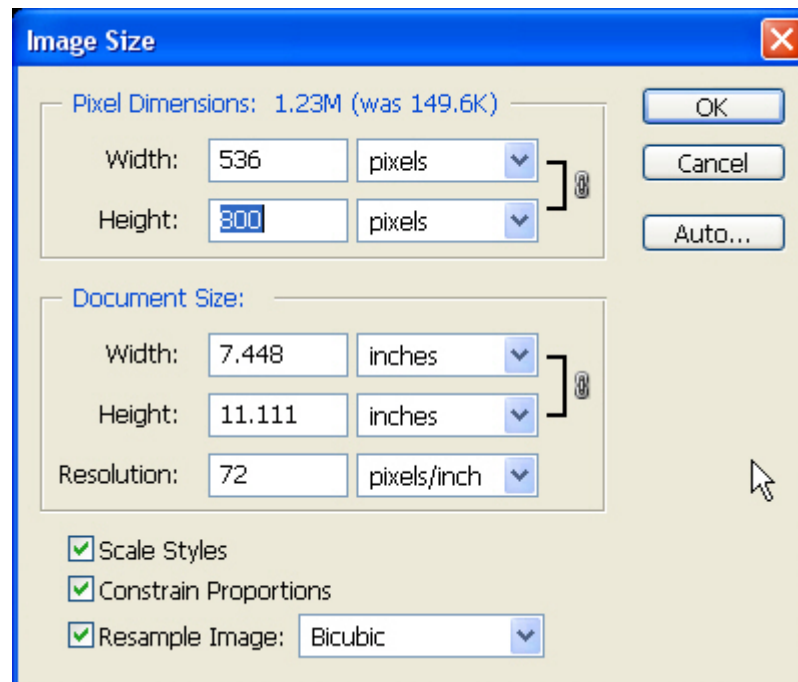 Image Size
Pixel Dimensions: 1.23M (was 149.6K)
OK
Width: 536 pixels
Cancel
Height: 800 pixels
Auto...
Document Size:
Width: 7.448 inches
Height: 11.111 inches
Resolution: 72 pixels/inch
Scale Styles
Constrain Proportions
Resample Image: Bicubic